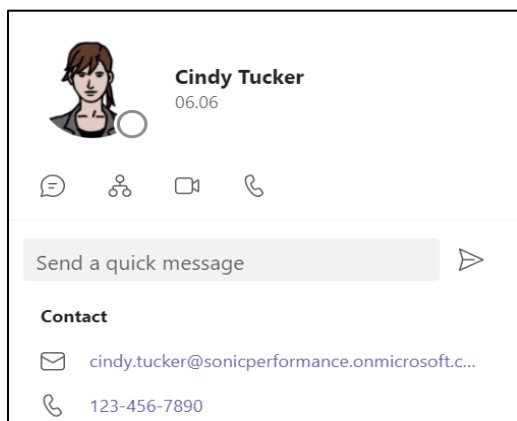 Cindy Tucker
06.06
Send a quick message
Contact
cindy.tucker@sonicperformance.onmicrosoft.c...
123-456-7890